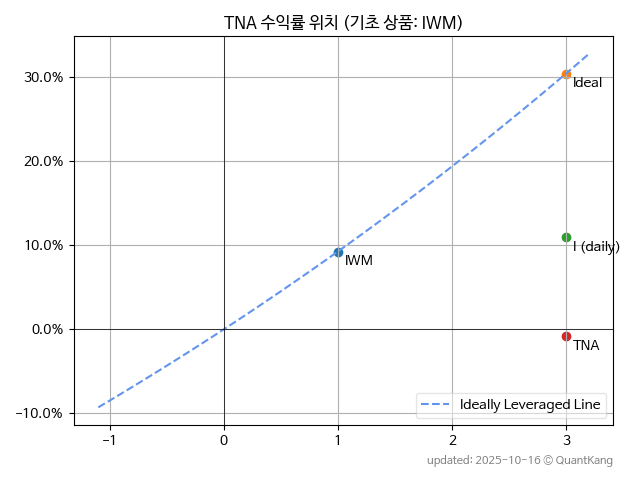 TNA 수익률 위치 (기초 상품: IWM)
30.0%
20.0%
10.0%
0.0%
−10.0%
Ideal
I (daily)
IWM
TNA
Ideally Leveraged Line
−1 0 1 2 3
updated: 2025-10-16 © QuantKang